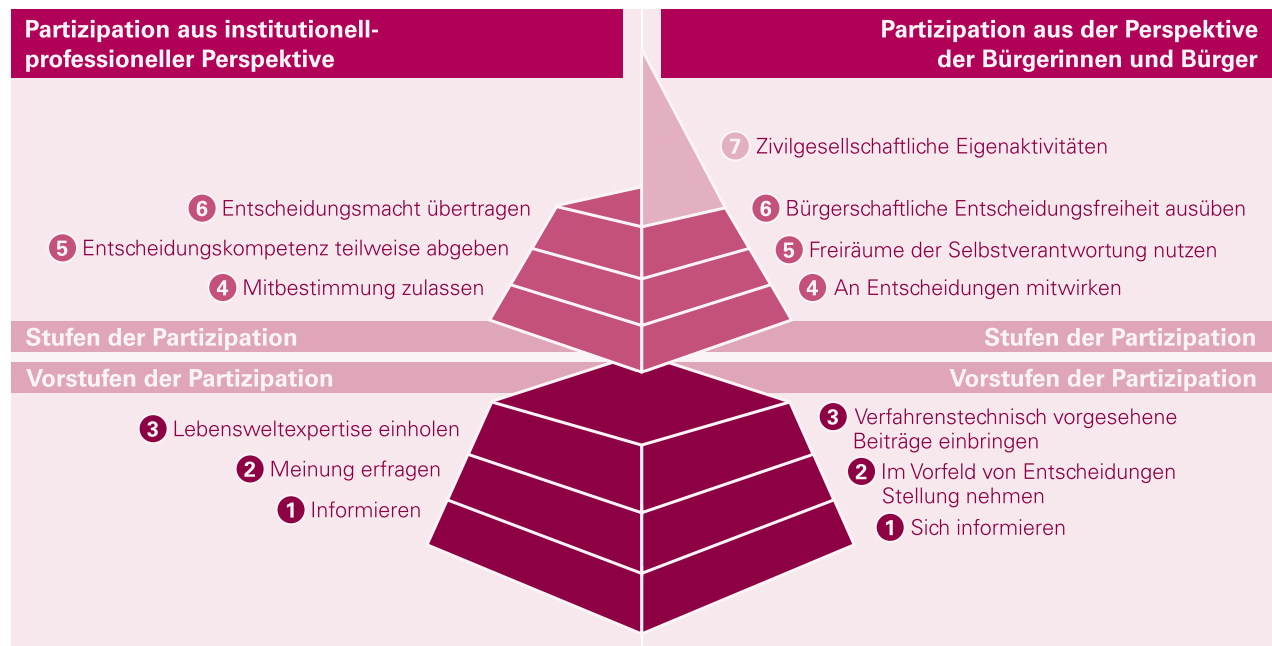 Partizipation aus institutionell-
professioneller Perspektive
6 Entscheidungsmacht übertragen
5 Entscheidungskompetenz teilweise abgeben
4 Mitbestimmung zulassen
Stufen der Partizipation
Vorstufen der Partizipation
3 Lebensweltexpertise einholen
2 Meinung erfragen
1 Informieren
Partizipation aus der Perspektive
der Bürgerinnen und Bürger
7 Zivilgesellschaftliche Eigenaktivitäten
6 Bürgerschaftliche Entscheidungsfreiheit ausüben
5 Freiräume der Selbstverantwortung nutzen
4 An Entscheidungen mitwirken
Stufen der Partizipation
Vorstufen der Partizipation
3 Verfahrenstechnisch vorgesehene
Beiträge einbringen
2 Im Vorfeld von Entscheidungen
Stellung nehmen
1 Sich informieren